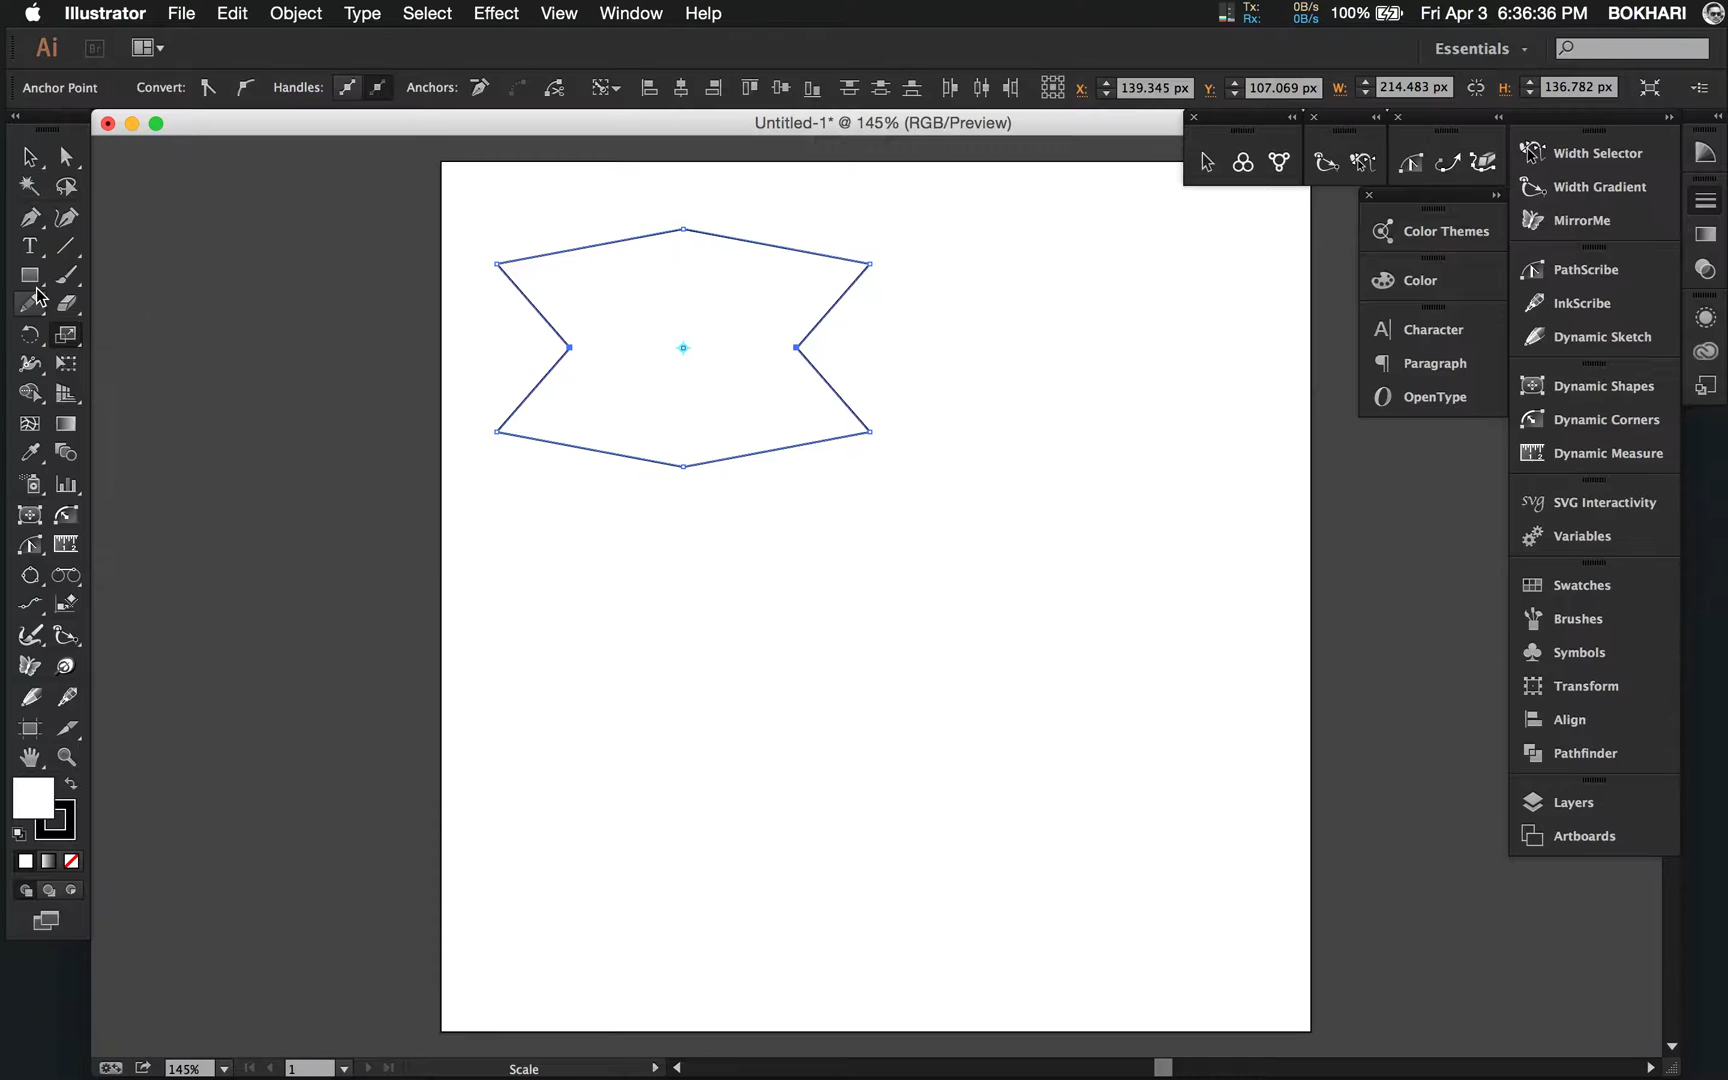 Illustrator File Edit Object Type Select Effect View Window Help Tx: 0B/s Rx: 0B/s 100% Fri Apr 3 6:36:36 PM BOKHARI
Ai Br Essentials
Anchor Point Convert: Handles: Anchors: X: 139.345 px Y: 107.069 px W: 214.483 px H: 136.782 px
Untitled-1* @ 145% (RGB/Preview)
Width Selector
Width Gradient
MirrorMe
Color Themes
PathScribe
Color
InkScribe
Character
Dynamic Sketch
Paragraph
Dynamic Shapes
OpenType
Dynamic Corners
Dynamic Measure
svg SVG Interactivity
Variables
Swatches
Brushes
Symbols
Transform
Align
Pathfinder
Layers
Artboards
145% 1 Scale